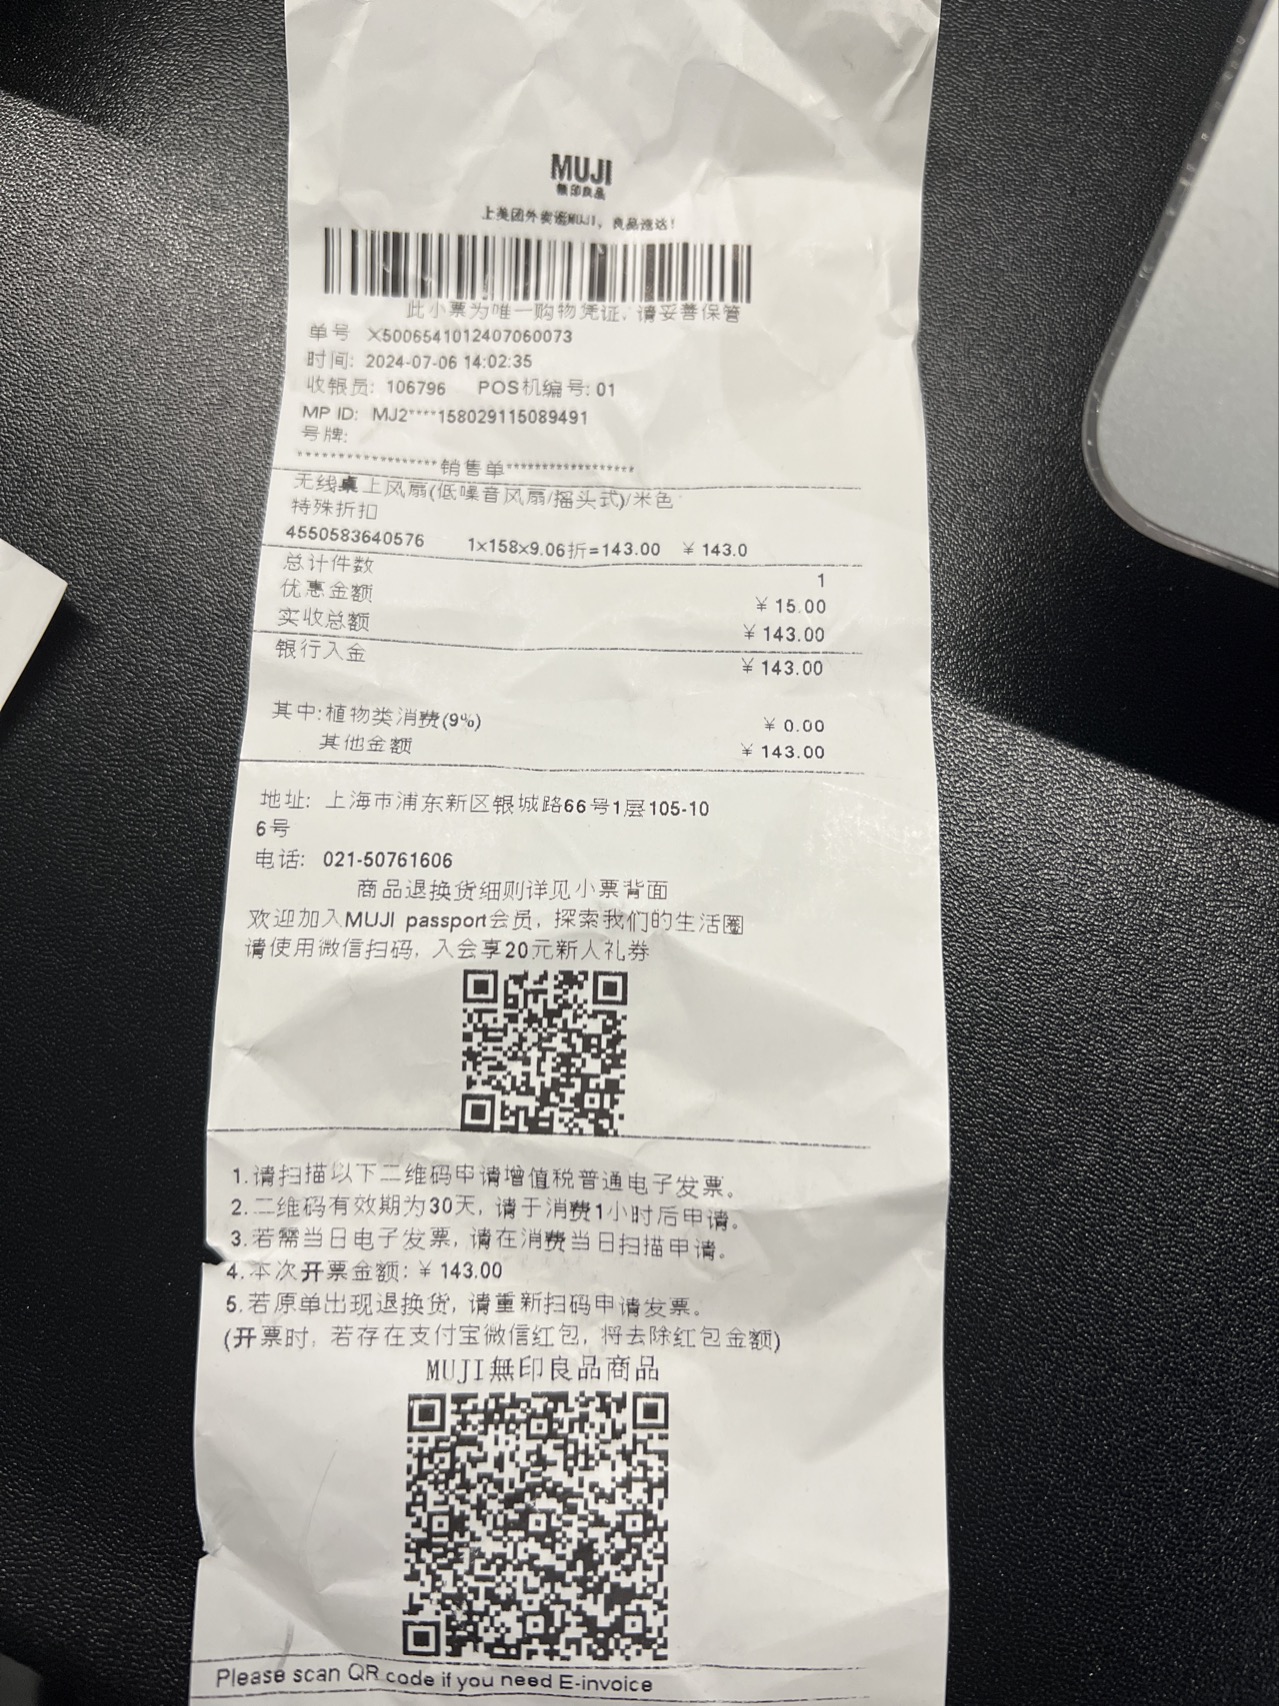 MUJI
無印良品
上美团外卖逛MUJI，良品速达！
此小票为唯一购物凭证，请妥善保管
单号 X5006541012407060073
时间: 2024-07-06 14:02:35
收银员: 106796 POS机编号: 01
MP ID: MJ2****158029115089491
号牌:
******************销售单*****************
无线桌上风扇(低噪音风扇/摇头式)/米色
特殊折扣
4550583640576 1x158x9.06折=143.00 ¥ 143.0
总计件数 1
优惠金额 ¥ 15.00
实收总额 ¥ 143.00
银行入金 ¥ 143.00
其中:植物类消费(9%) ¥ 0.00
其他金额 ¥ 143.00
地址: 上海市浦东新区银城路66号1层105-10
6号
电话: 021-50761606
商品退换货细则详见小票背面
欢迎加入MUJI passport会员, 探索我们的生活圈
请使用微信扫码, 入会享20元新人礼券
1.请扫描以下二维码申请增值税普通电子发票。
2.二维码有效期为30天, 请于消费1小时后申请。
3.若需当日电子发票, 请在消费当日扫描申请。
4.本次开票金额: ¥ 143.00
5.若原单出现退换货, 请重新扫码申请发票。
(开票时, 若存在支付宝微信红包, 将去除红包金额)
MUJI無印良品商品
Please scan QR code if you need E-invoice